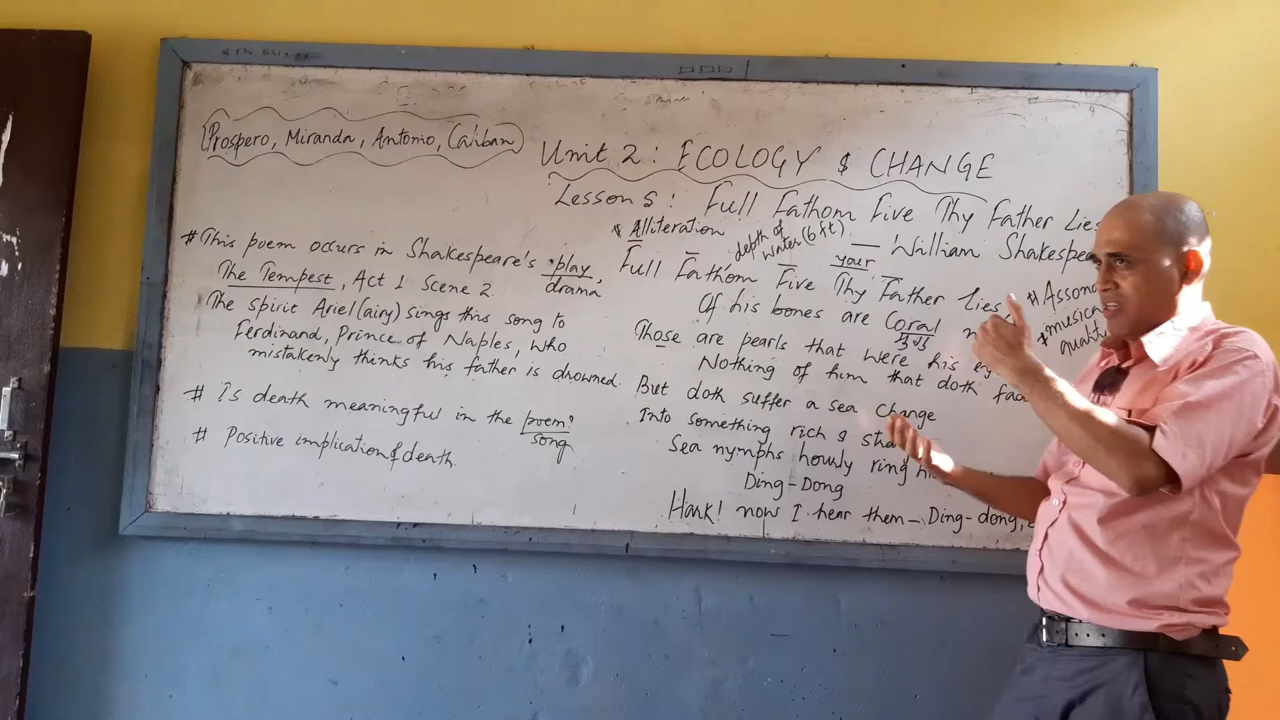 Prospero, Miranda, Antonio, Caliban
Unit 2: ECOLOGY & CHANGE
Lesson 5: Full Fathom Five Thy Father Lies
— William Shakespea
# This poem occurs in Shakespeare's play,
drama
The Tempest, Act 1 Scene 2.
The spirit Ariel (airy) sings this song to
Ferdinand, Prince of Naples, who
mistakenly thinks his father is drowned.
# Is death meaningful in the poem?
song
# Positive implication of death.
* Alliteration
depth of
water (6 ft).
your
Full Fathom Five Thy Father lies,
Of his bones are Coral
Those are pearls that were his ey
Nothing of him that doth fad
But doth suffer a sea Change
Into something rich & stra
Sea nymphs hourly ring hi
Ding-Dong
Hark! now I hear them – Ding-dong,
# Asson
* music
quality